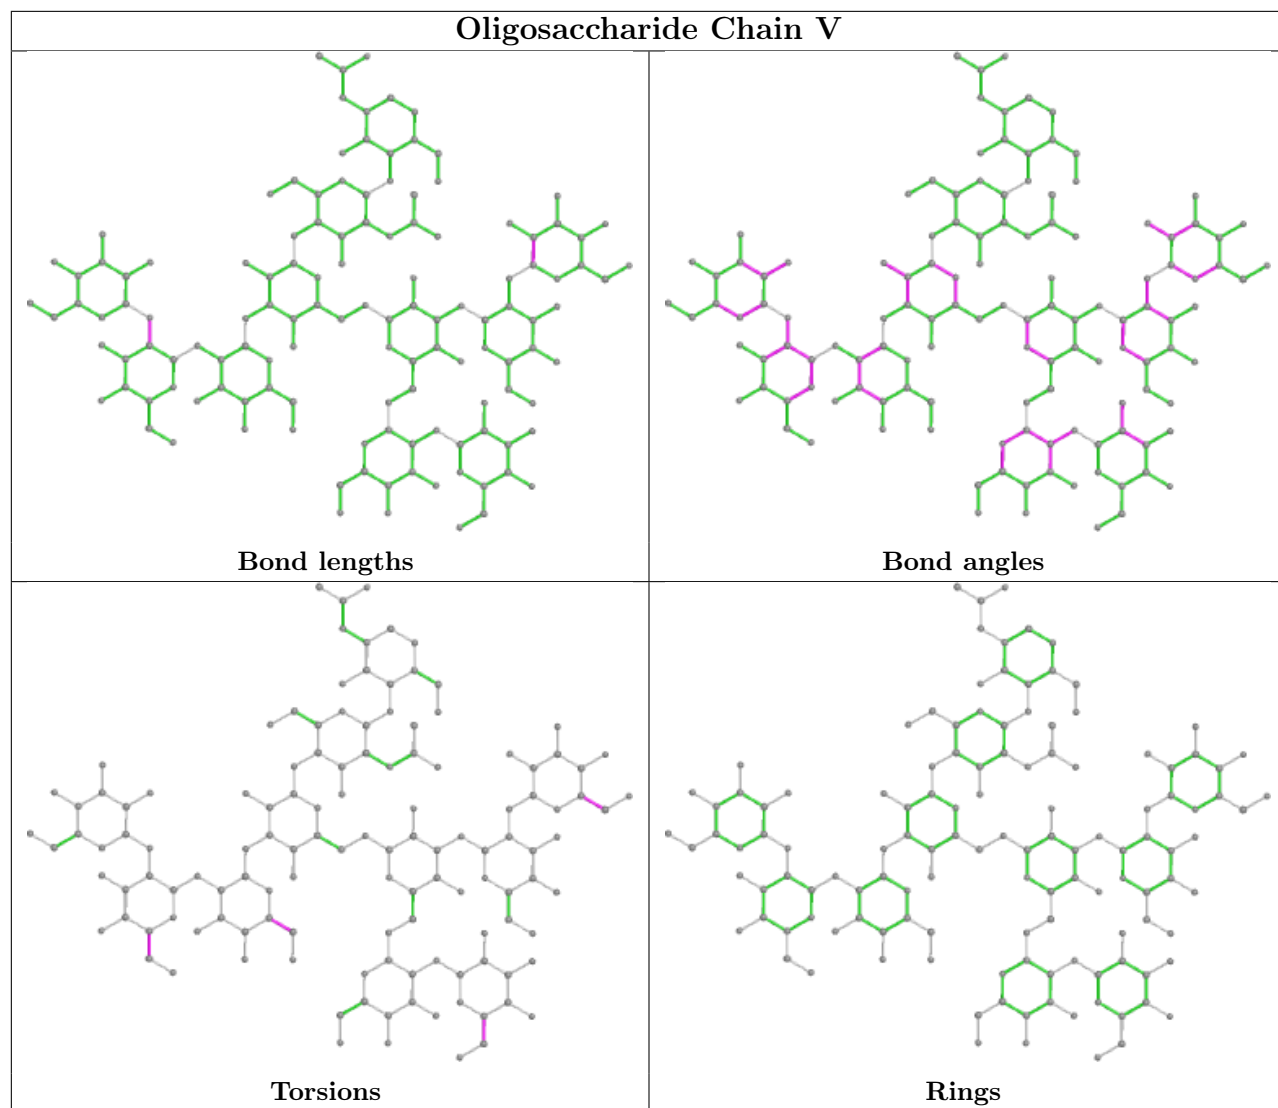 Oligosaccharide Chain V
Bond lengths
Bond angles
Torsions
Rings